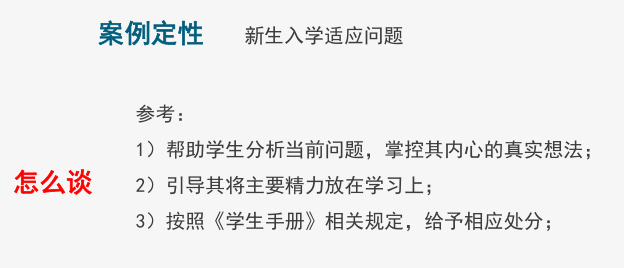 案例定性 新生入学适应问题
参考：
1）帮助学生分析当前问题，掌控其内心的真实想法；
怎么谈
2）引导其将主要精力放在学习上；
3）按照《学生手册》相关规定，给予相应处分；